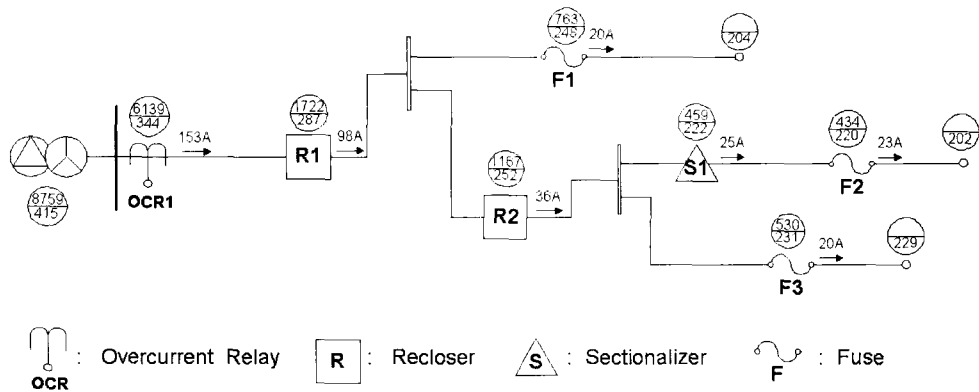 763
248
20A
F1
204
8759
415
6139
344
OCR1
153A
1722
287
R1
98A
1167
252
R2
36A
459
222
S1
25A
434
220
F2
23A
202
530
231
F3
20A
229
OCR : Overcurrent Relay
R : Recloser
S : Sectionalizer
F : Fuse